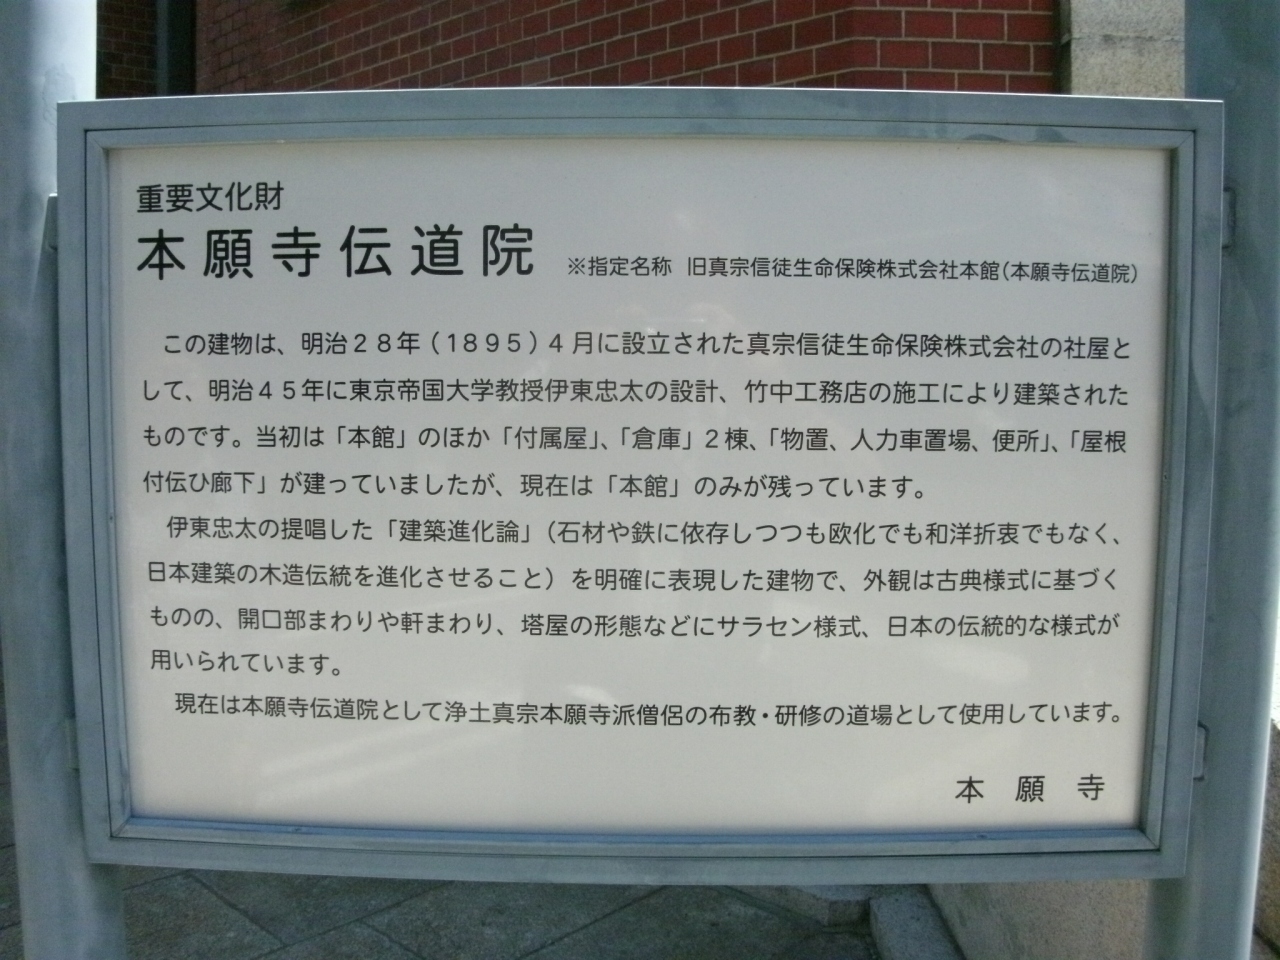 重要文化財
本願寺伝道院 ※指定名称 旧真宗信徒生命保険株式会社本館(本願寺伝道院)
この建物は、明治28年(1895)4月に設立された真宗信徒生命保険株式会社の社屋と
して、明治45年に東京帝国大学教授伊東忠太の設計、竹中工務店の施工により建築された
ものです。当初は「本館」のほか「付属屋」、「倉庫」2棟、「物置、人力車置場、便所」、「屋根
付伝ひ廊下」が建っていましたが、現在は「本館」のみが残っています。
伊東忠太の提唱した「建築進化論」(石材や鉄に依存しつつも欧化でも和洋折衷でもなく、
日本建築の木造伝統を進化させること)を明確に表現した建物で、外観は古典様式に基づく
ものの、開口部まわりや軒まわり、塔屋の形態などにサラセン様式、日本の伝統的な様式が
用いられています。
現在は本願寺伝道院として浄土真宗本願寺派僧侶の布教・研修の道場として使用しています。
本願寺